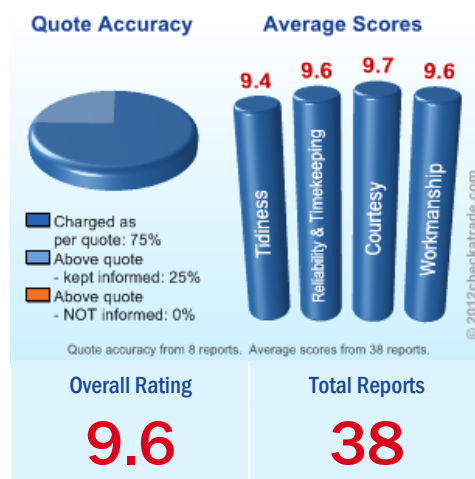 Quote Accuracy
Average Scores
9.4
9.6
9.7
9.6
Tidiness
Reliability & Timekeeping
Courtesy
Workmanship
Charged as
per quote: 75%
Above quote
- kept informed: 25%
Above quote
- NOT informed: 0%
© 2012checkatrade.com
Quote accuracy from 8 reports. Average scores from 38 reports.
Overall Rating
9.6
Total Reports
38